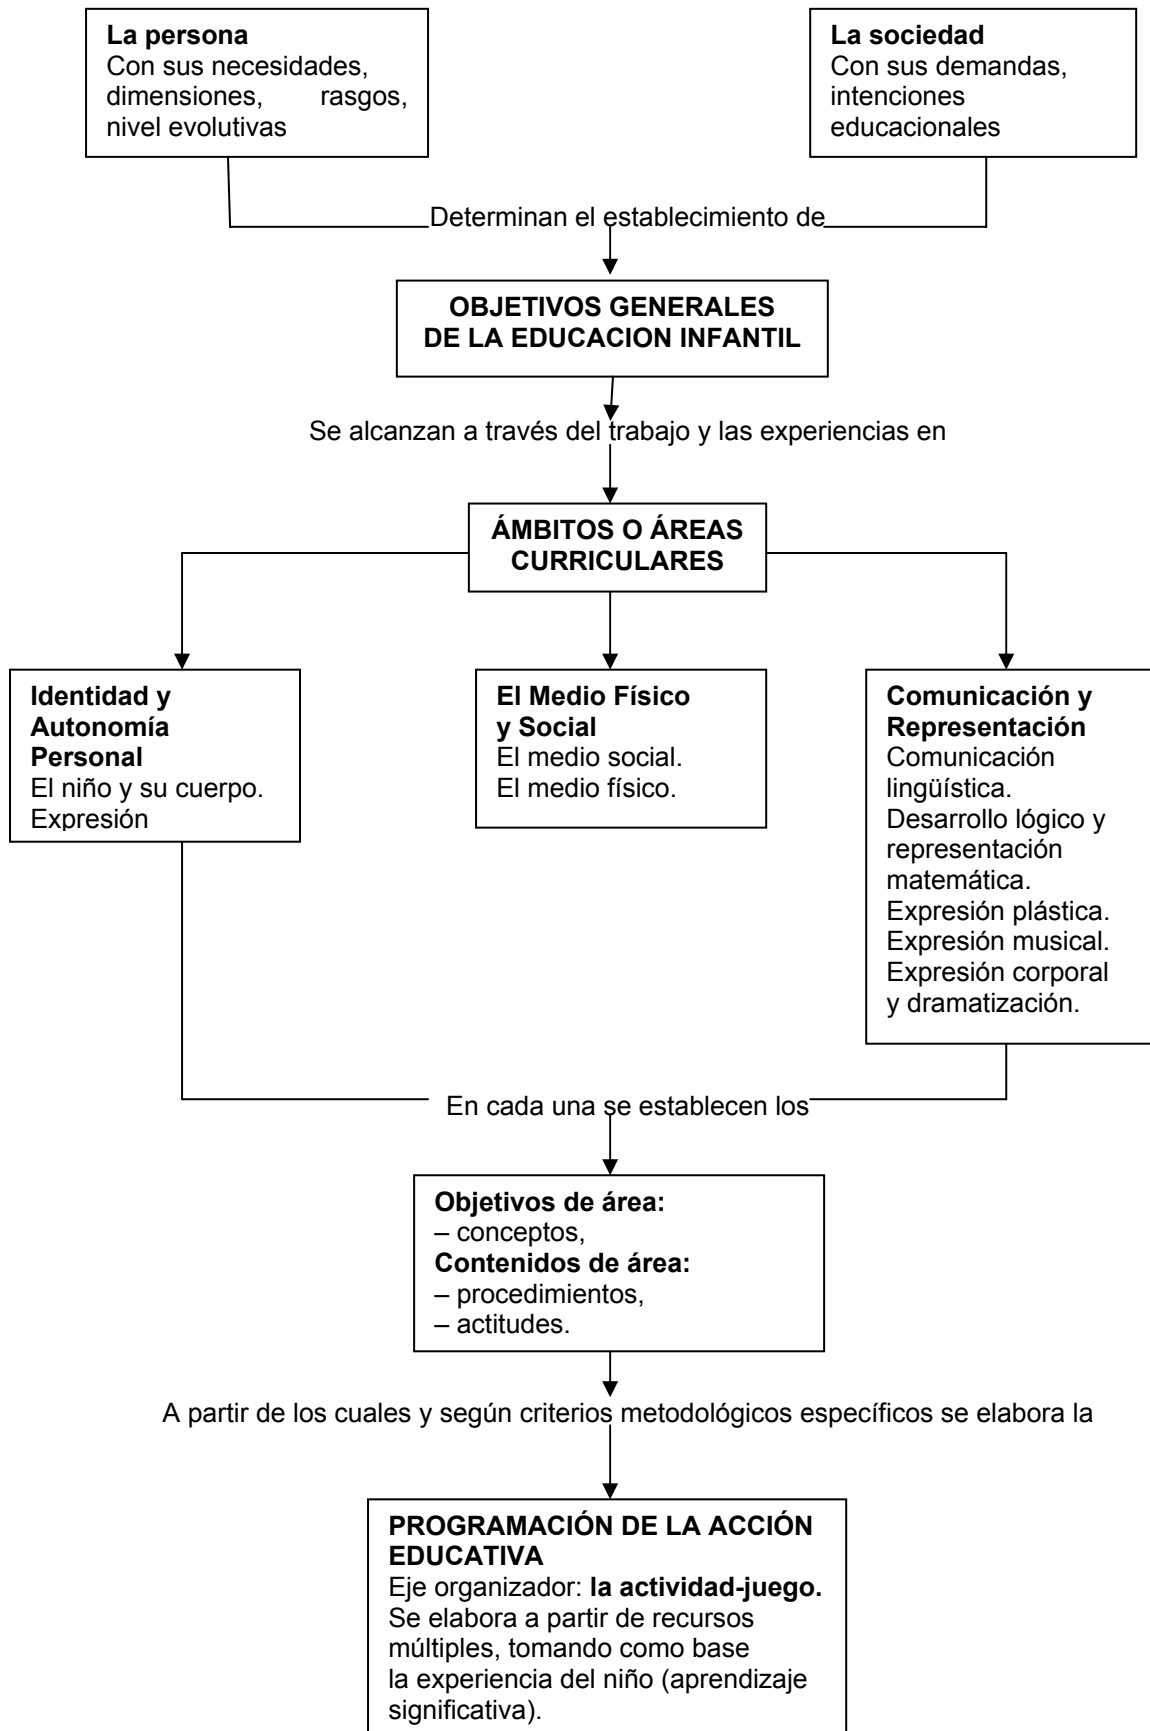 La persona
Con sus necesidades,
dimensiones, rasgos,
nivel evolutivas
La sociedad
Con sus demandas,
intenciones
educacionales
Determinan el establecimiento de
OBJETIVOS GENERALES
DE LA EDUCACION INFANTIL
Se alcanzan a través del trabajo y las experiencias en
ÁMBITOS O ÁREAS
CURRICULARES
Identidad y
Autonomía
Personal
El niño y su cuerpo.
Expresión
El Medio Físico
y Social
El medio social.
El medio físico.
Comunicación y
Representación
Comunicación
lingüística.
Desarrollo lógico y
representación
matemática.
Expresión plástica.
Expresión musical.
Expresión corporal
y dramatización.
En cada una se establecen los
Objetivos de área:
– conceptos,
Contenidos de área:
– procedimientos,
– actitudes.
A partir de los cuales y según criterios metodológicos específicos se elabora la
PROGRAMACIÓN DE LA ACCIÓN
EDUCATIVA
Eje organizador: la actividad-juego.
Se elabora a partir de recursos
múltiples, tomando como base
la experiencia del niño (aprendizaje
significativa).